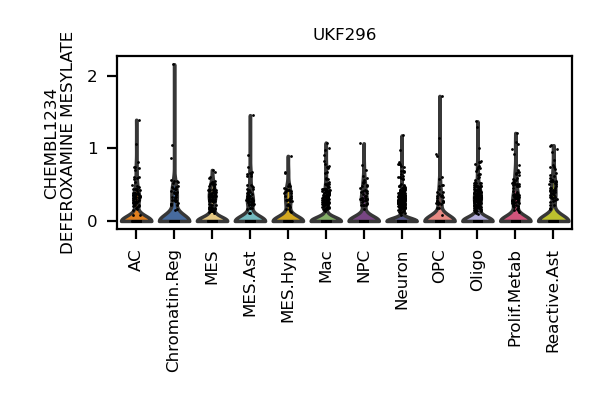 UKF296
CHEMBL1234
DEFEROXAMINE MESYLATE
2
1
0
AC
Chromatin.Reg
MES
MES.Ast
MES.Hyp
Mac
NPC
Neuron
OPC
Oligo
Prolif.Metab
Reactive.Ast